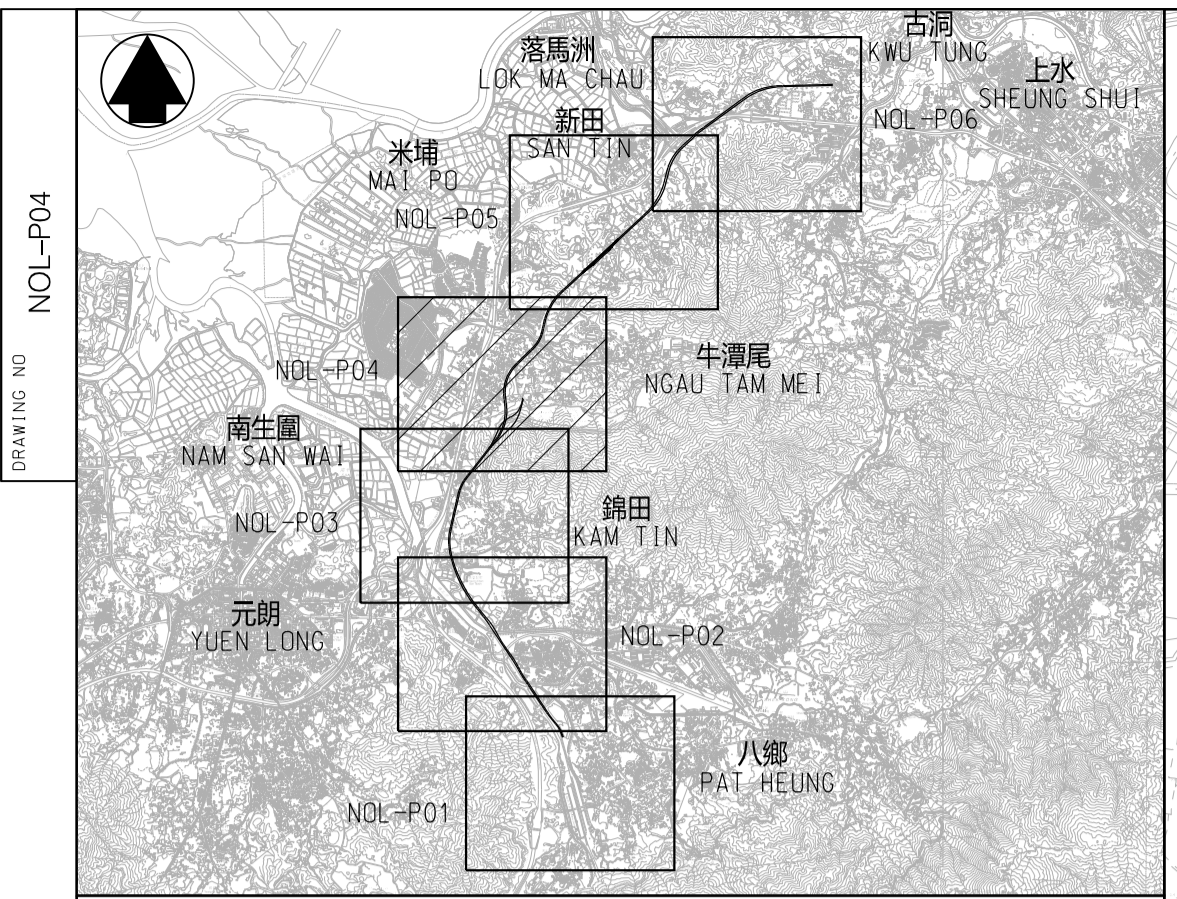 DRAWING NO
NOL-P04
古洞
KWU TUNG
落馬洲
LOK MA CHAU
上水
SHEUNG SHUI
新田
SAN TIN
NOL-P06
米埔
MAI PO
NOL-P05
牛潭尾
NGAU TAM MEI
NOL-P04
南生圍
NAM SAN WAI
錦田
KAM TIN
NOL-P03
元朗
YUEN LONG
NOL-P02
八鄉
PAT HEUNG
NOL-P01